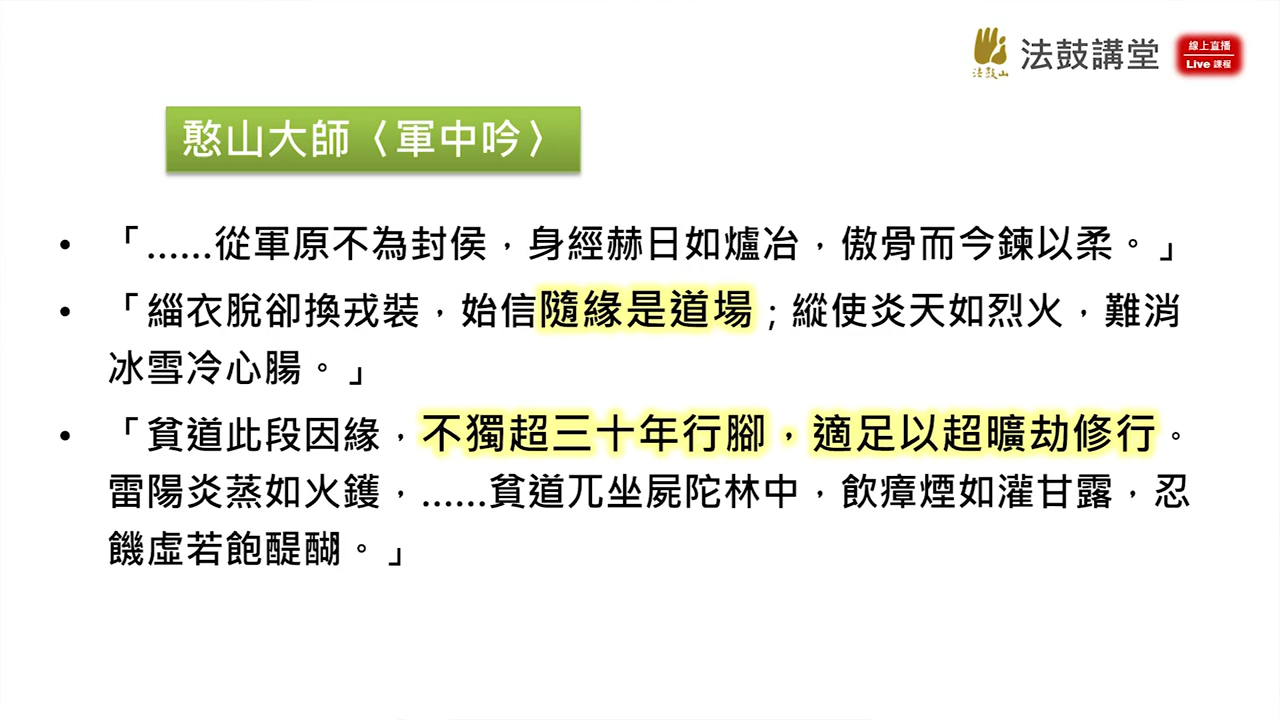 法鼓山
法鼓講堂
線上直播
Live 課程
憨山大師〈軍中吟〉
• 「……從軍原不為封侯，身經赫日如爐冶，傲骨而今鍊以柔。」
• 「緇衣脫卻換戎裝，始信隨緣是道場；縱使炎天如烈火，難消
冰雪冷心腸。」
• 「貧道此段因緣，不獨超三十年行腳，適足以超曠劫修行。
雷陽炎蒸如火鑊，……貧道兀坐屍陀林中，飲瘴煙如灌甘露，忍
饑虛若飽醍醐。」